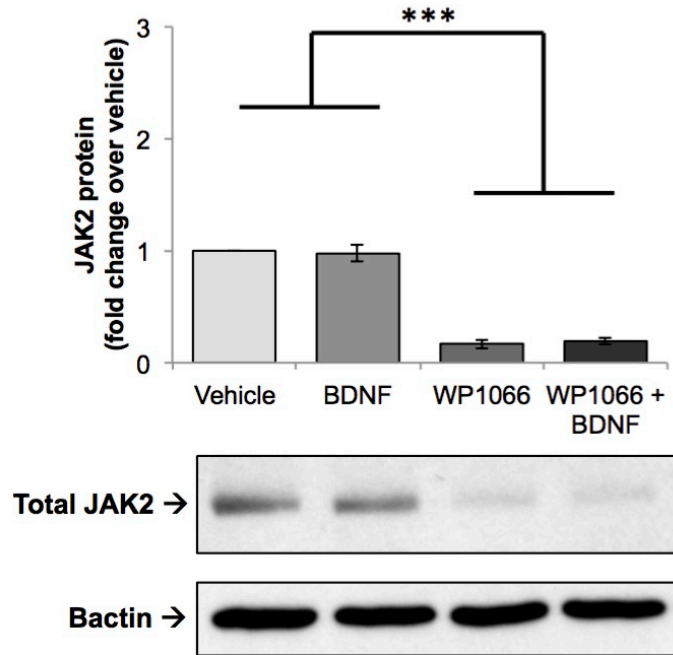 ***
3
2
1
0
JAK2 protein
(fold change over vehicle)
Vehicle
BDNF
WP1066
WP1066 +
BDNF
Total JAK2 →
Bactin →